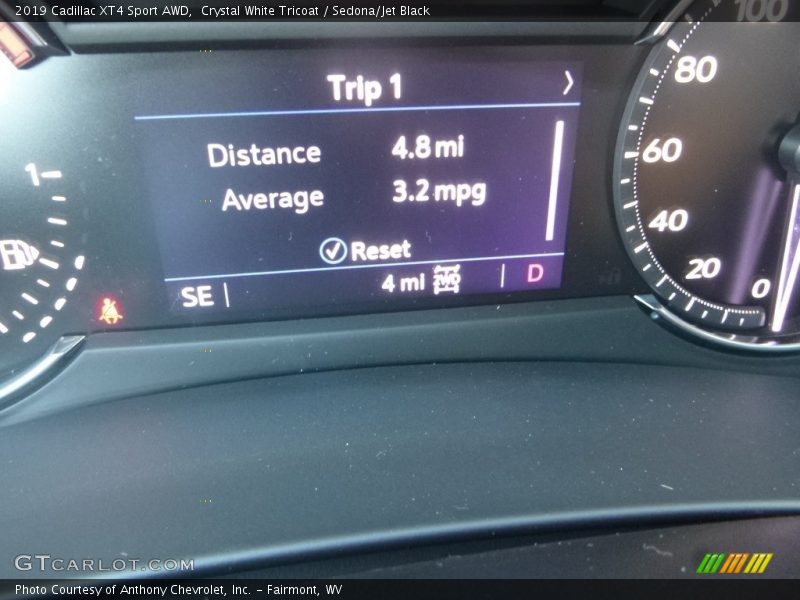 2019 Cadillac XT4 Sport AWD,  Crystal White Tricoat / Sedona/Jet Black
Trip 1
Distance 4.8 mi
Average 3.2 mpg
Reset
SE 4 mi D
1
100
80
60
40
20
0
GTCARLOT.COM
Photo Courtesy of Anthony Chevrolet, Inc. – Fairmont, WV